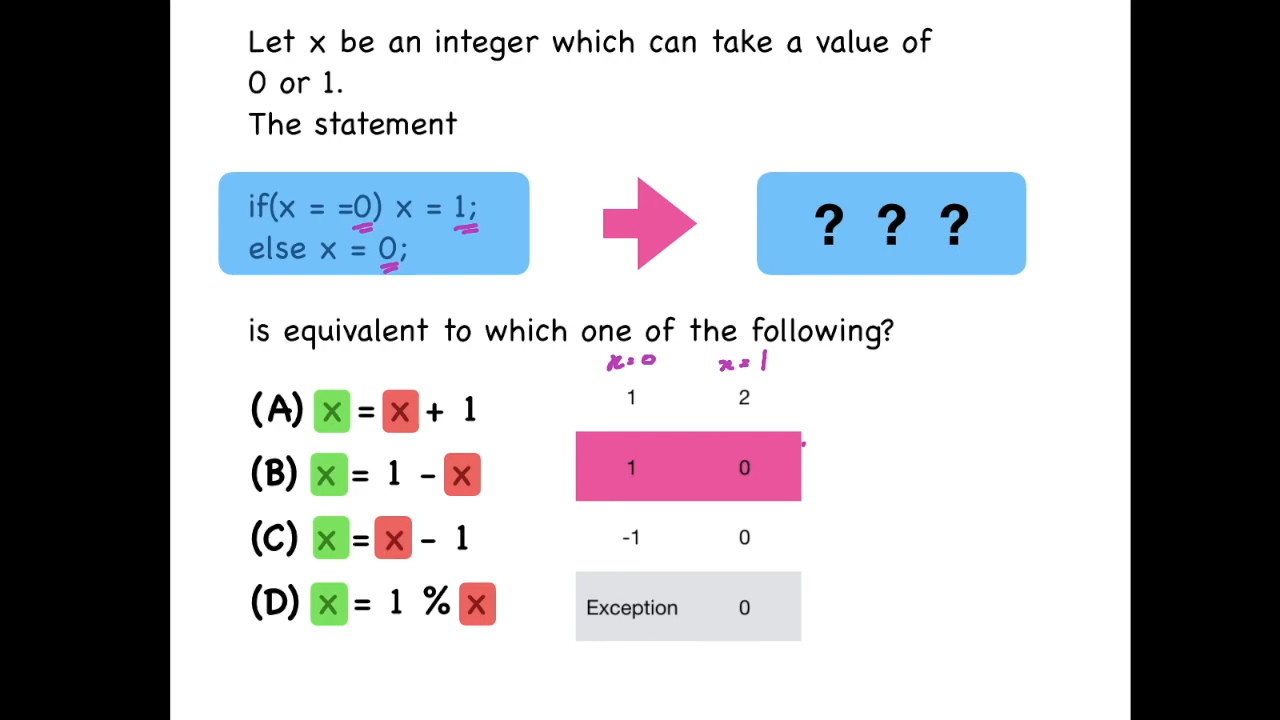 Let x be an integer which can take a value of
0 or 1.
The statement
if(x = =0) x = 1;
else x = 0;
? ? ?
is equivalent to which one of the following?
x=0 x=1
(A) x = x + 1 1 2
(B) x = 1 - x 1 0
(C) x = x - 1 -1 0
(D) x = 1 % x Exception 0